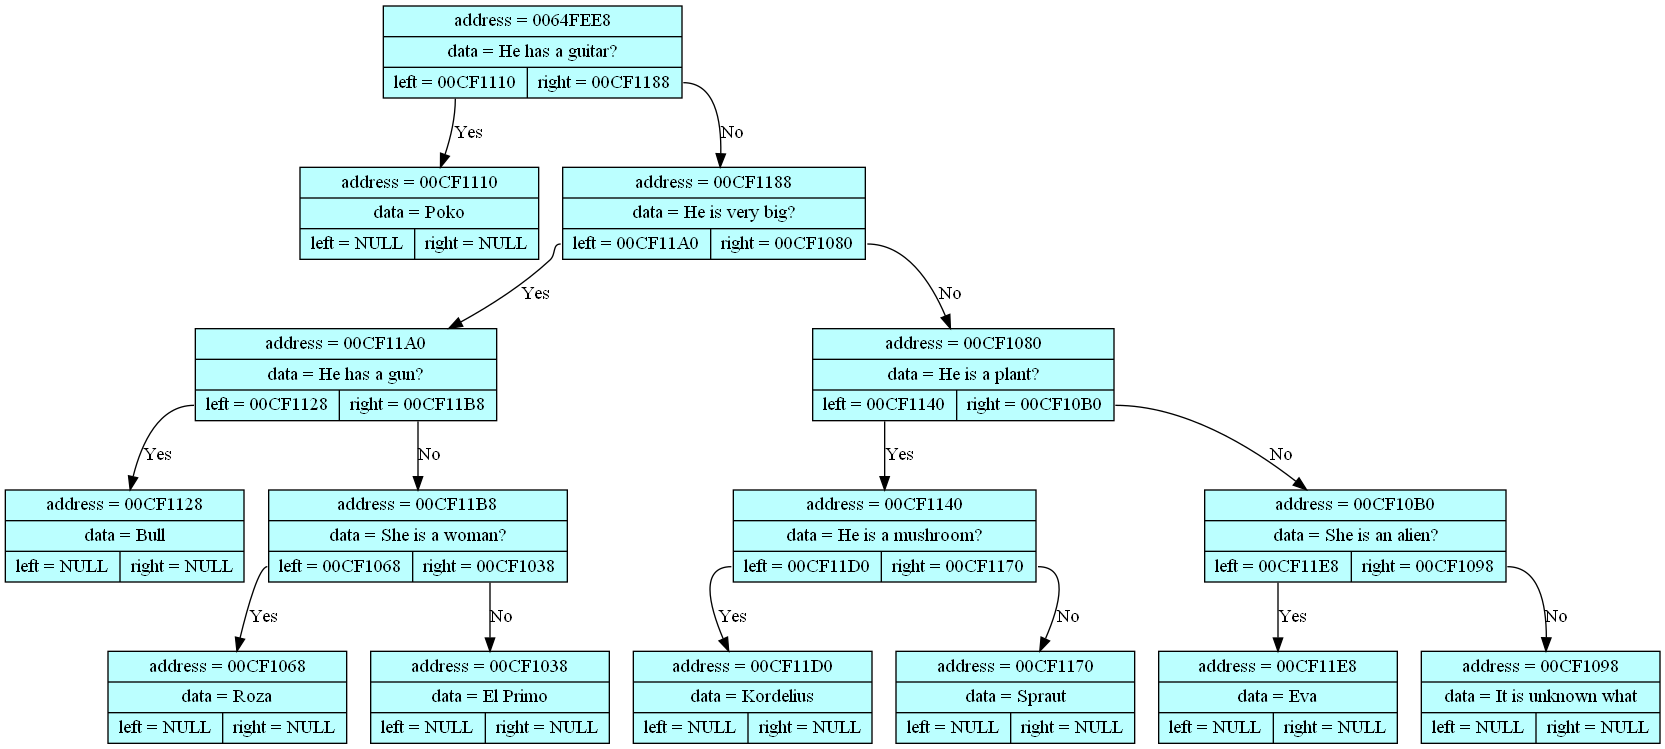 address = 0064FEE8
data = He has a guitar?
left = 00CF1110 right = 00CF1188
Yes No
address = 00CF1110
data = Poko
left = NULL right = NULL
address = 00CF1188
data = He is very big?
left = 00CF11A0 right = 00CF1080
Yes No
address = 00CF11A0
data = He has a gun?
left = 00CF1128 right = 00CF11B8
address = 00CF1080
data = He is a plant?
left = 00CF1140 right = 00CF10B0
Yes No Yes No
address = 00CF1128
data = Bull
left = NULL right = NULL
address = 00CF11B8
data = She is a woman?
left = 00CF1068 right = 00CF1038
address = 00CF1140
data = He is a mushroom?
left = 00CF11D0 right = 00CF1170
address = 00CF10B0
data = She is an alien?
left = 00CF11E8 right = 00CF1098
Yes No Yes No Yes No
address = 00CF1068
data = Roza
left = NULL right = NULL
address = 00CF1038
data = El Primo
left = NULL right = NULL
address = 00CF11D0
data = Kordelius
left = NULL right = NULL
address = 00CF1170
data = Spraut
left = NULL right = NULL
address = 00CF11E8
data = Eva
left = NULL right = NULL
address = 00CF1098
data = It is unknown what
left = NULL right = NULL